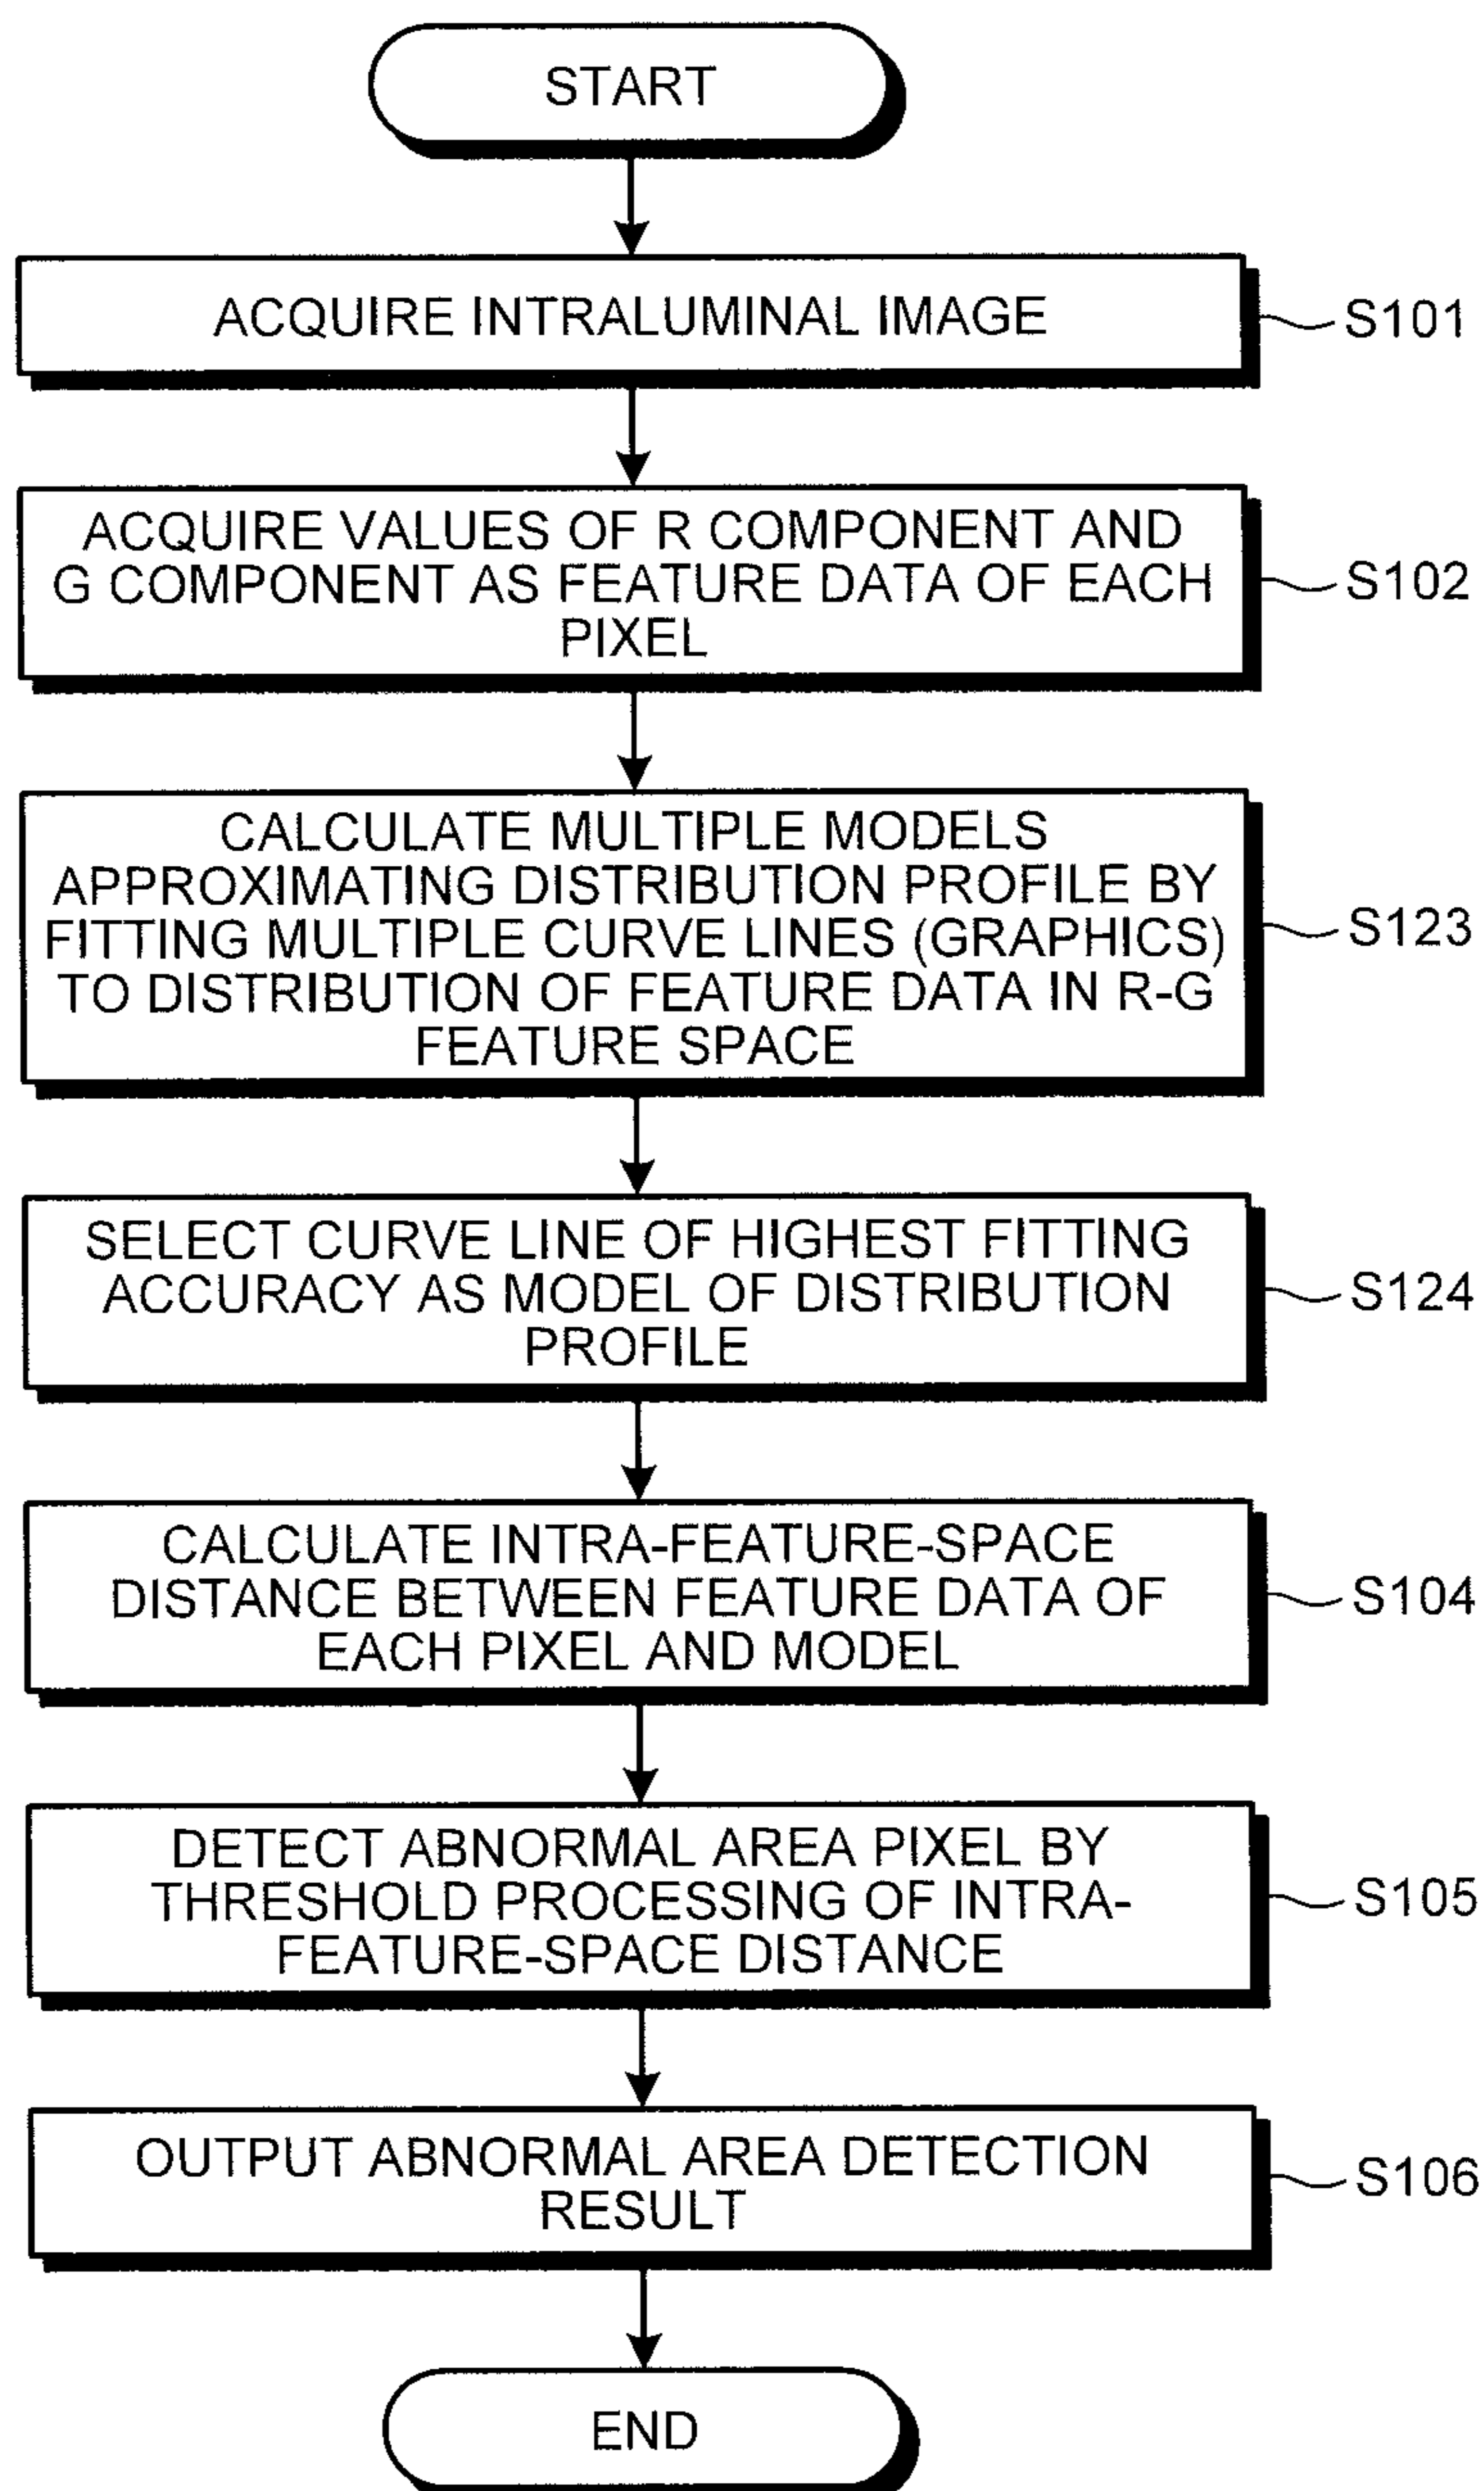 START
ACQUIRE INTRALUMINAL IMAGE
S101
ACQUIRE VALUES OF R COMPONENT AND
G COMPONENT AS FEATURE DATA OF EACH
PIXEL
S102
CALCULATE MULTIPLE MODELS
APPROXIMATING DISTRIBUTION PROFILE BY
FITTING MULTIPLE CURVE LINES (GRAPHICS)
TO DISTRIBUTION OF FEATURE DATA IN R-G
FEATURE SPACE
S123
SELECT CURVE LINE OF HIGHEST FITTING
ACCURACY AS MODEL OF DISTRIBUTION
PROFILE
S124
CALCULATE INTRA-FEATURE-SPACE
DISTANCE BETWEEN FEATURE DATA OF
EACH PIXEL AND MODEL
S104
DETECT ABNORMAL AREA PIXEL BY
THRESHOLD PROCESSING OF INTRA-
FEATURE-SPACE DISTANCE
S105
OUTPUT ABNORMAL AREA DETECTION
RESULT
S106
END